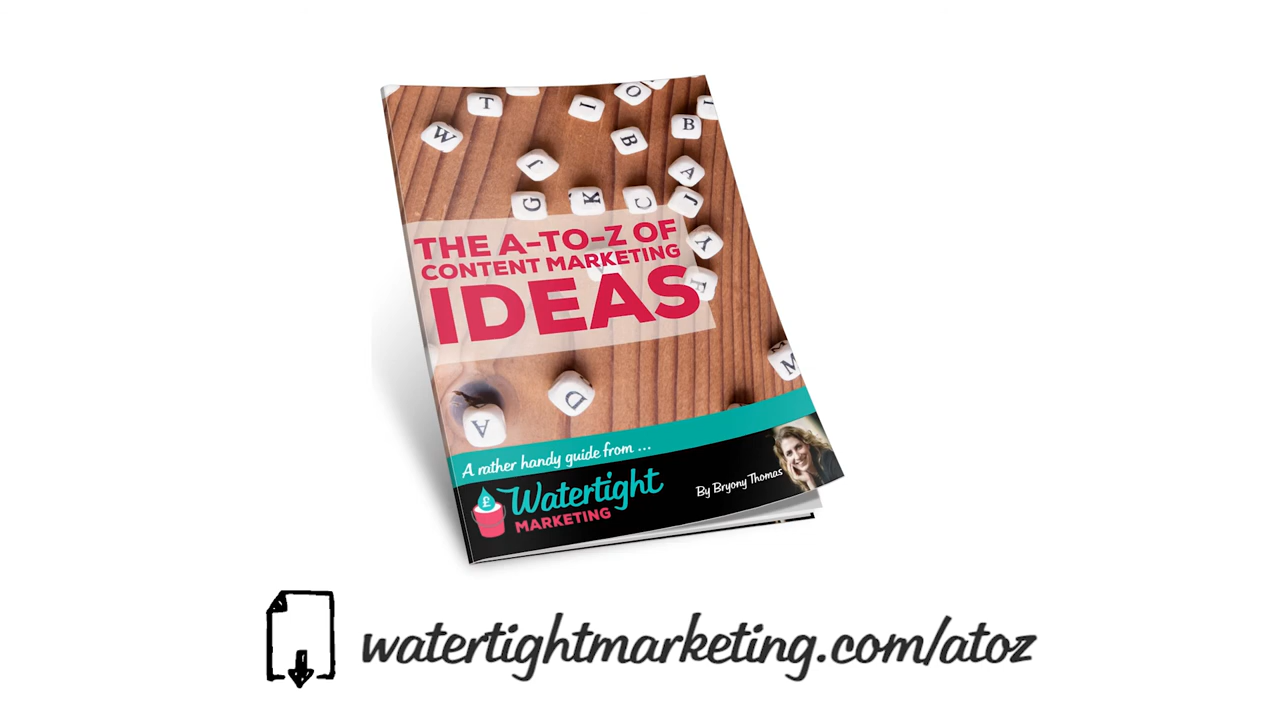 T
I
O
I
W
B
B
J
A
G
K
C
J
Y
THE A-TO-Z OF
CONTENT MARKETING
IDEAS
M
D
A
A rather handy guide from ...
£
Watertight
MARKETING
By Bryony Thomas
watertightmarketing.com/atoz